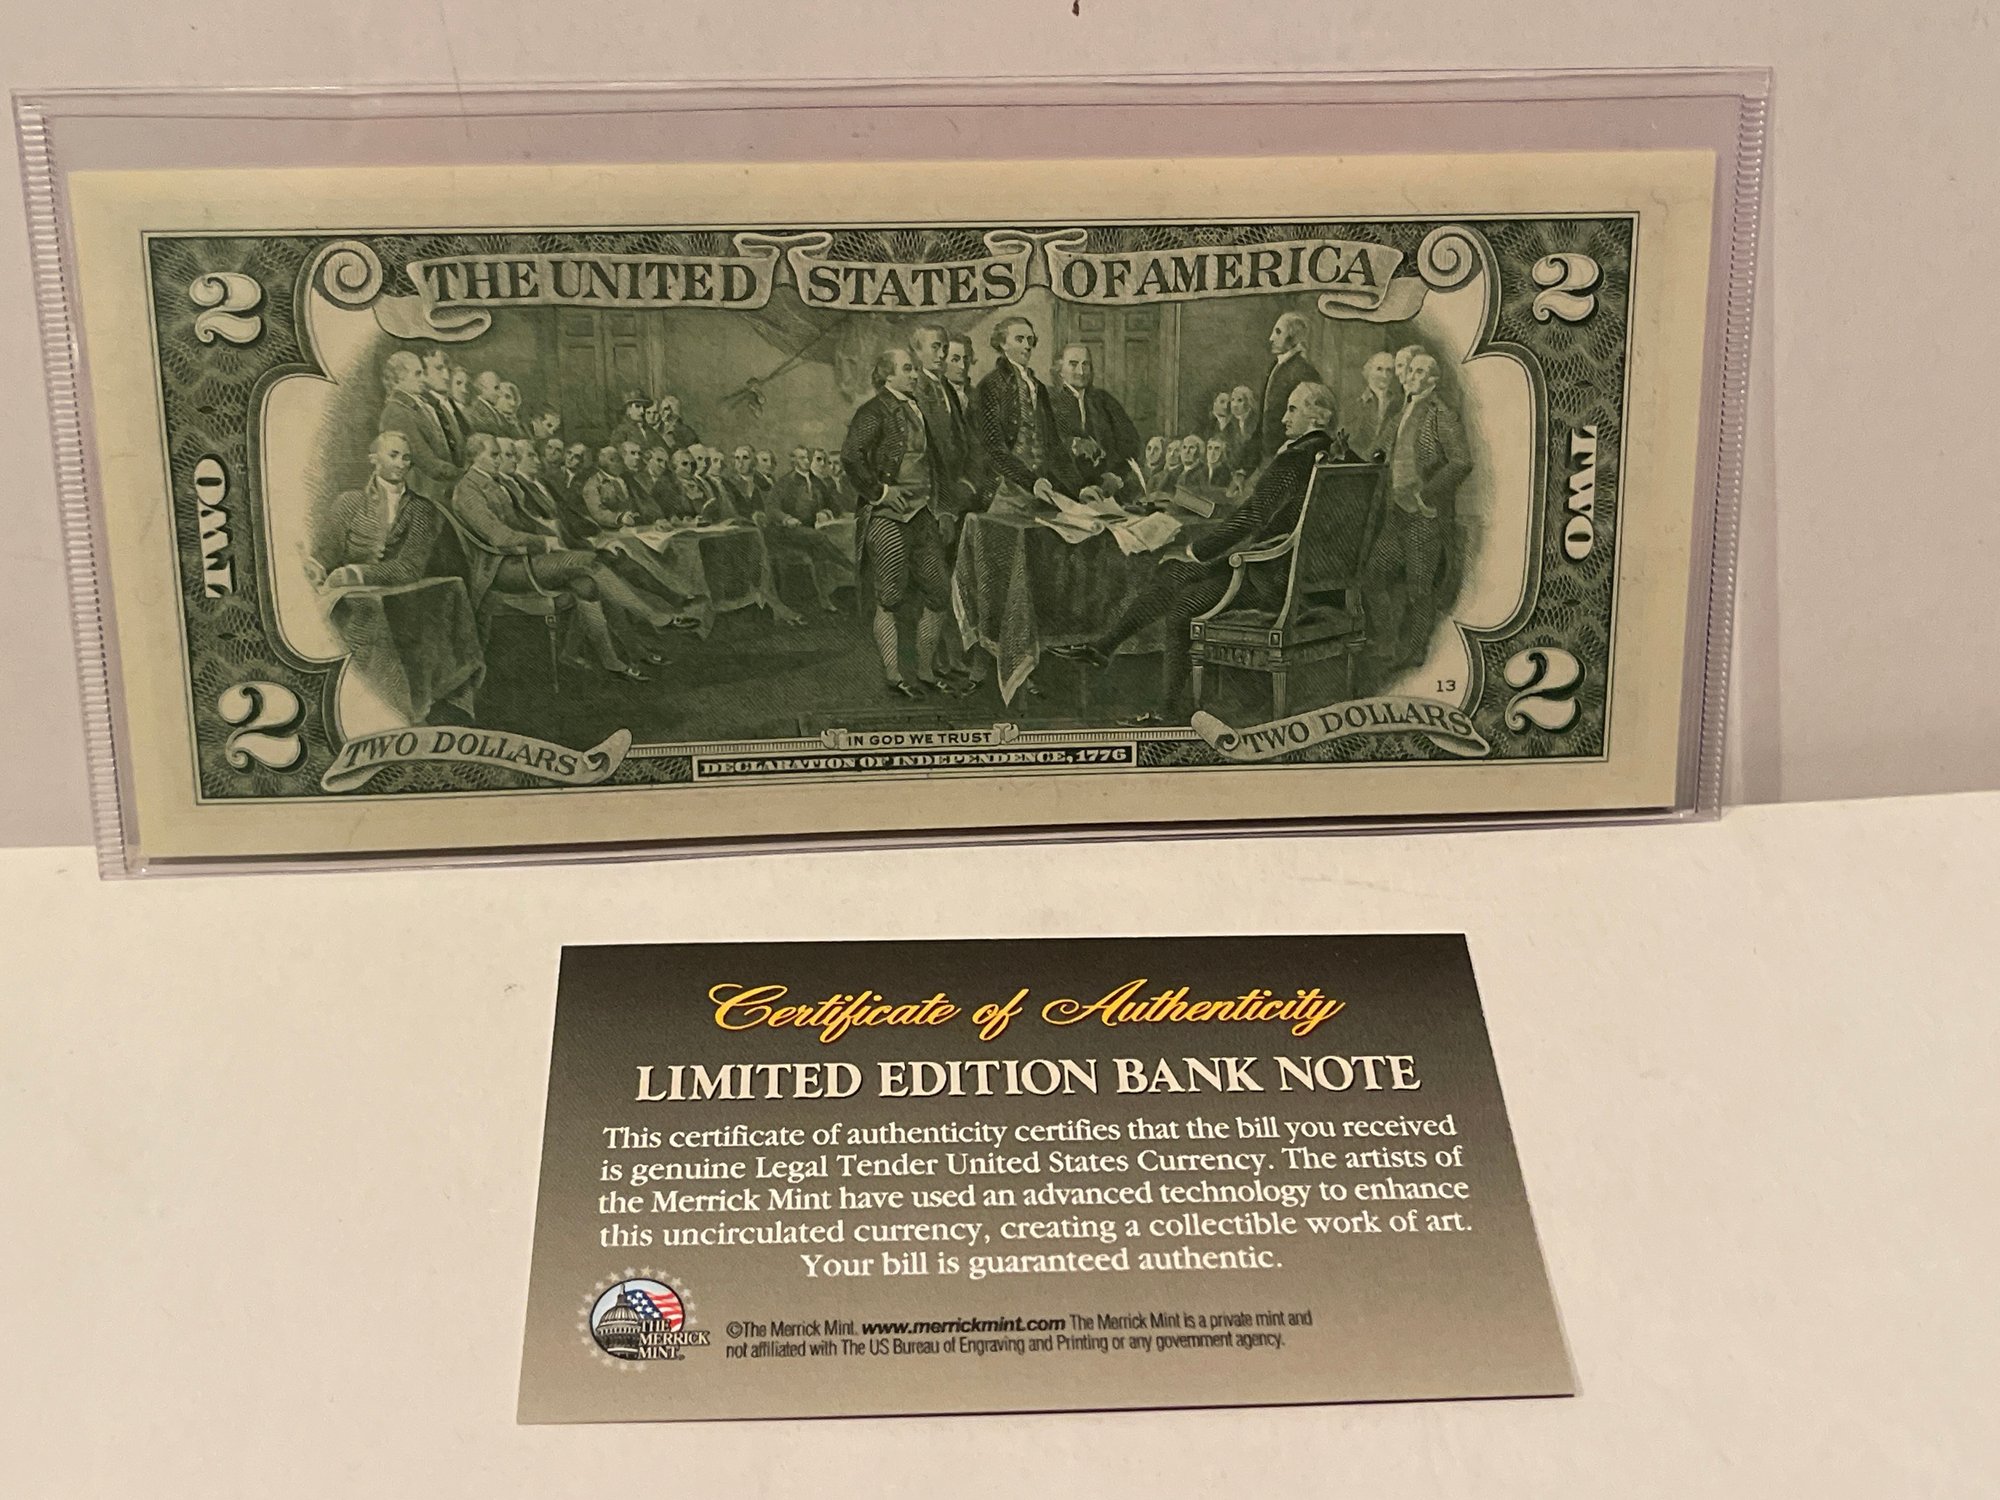 THE UNITED STATES OF AMERICA
2
2
TWO
TWO
13
2
2
TWO DOLLARS
IN GOD WE TRUST
TWO DOLLARS
DECLARATION OF INDEPENDENCE, 1776
Certificate of Authenticity
LIMITED EDITION BANK NOTE
This certificate of authenticity certifies that the bill you received
is genuine Legal Tender United States Currency. The artists of
the Merrick Mint have used an advanced technology to enhance
this uncirculated currency, creating a collectible work of art.
Your bill is guaranteed authentic.
THE
MERRICK
MINT
©The Merrick Mint. www.merrickmint.com The Merrick Mint is a private mint and
not affiliated with The US Bureau of Engraving and Printing or any government agency.